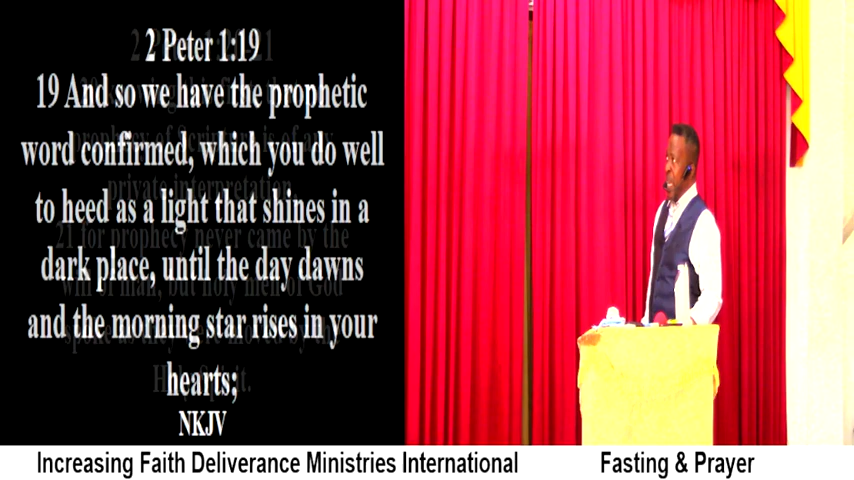 2 Peter 1:19
19 And so we have the prophetic
word confirmed, which you do well
to heed as a light that shines in a
dark place, until the day dawns
and the morning star rises in your
hearts;
NKJV
Increasing Faith Deliverance Ministries International
Fasting & Prayer